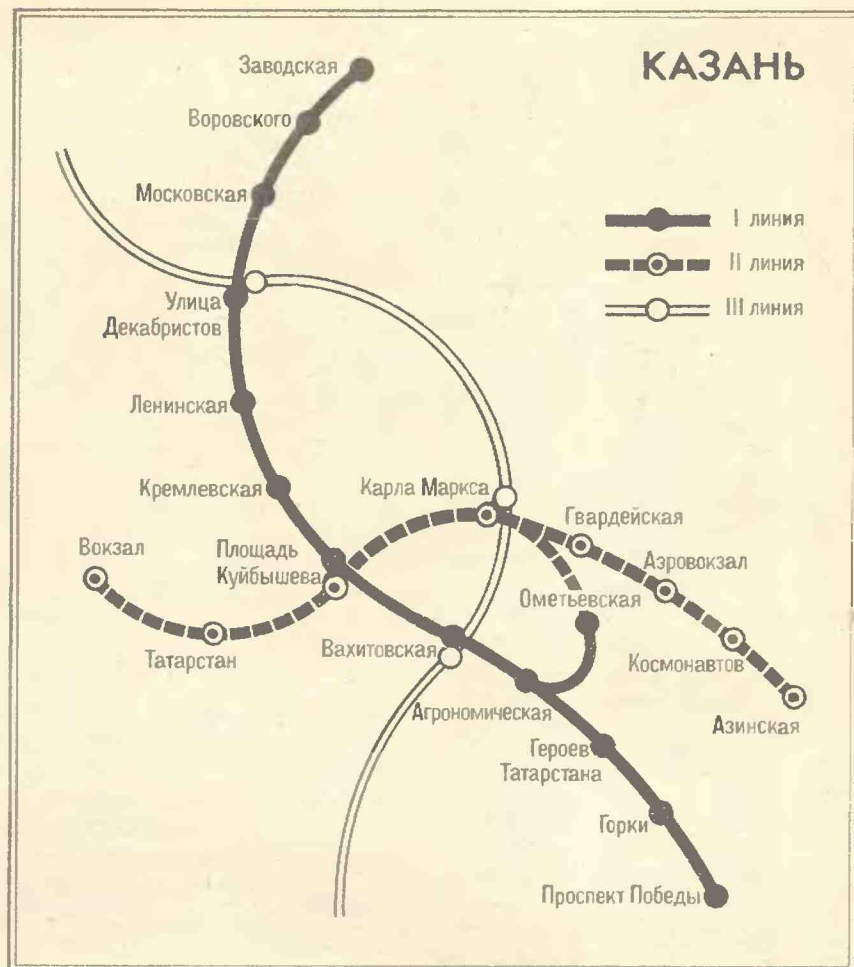 КАЗАНЬ
Заводская
Воровского
Московская
I линия
II линия
III линия
Улица
Декабристов
Ленинская
Кремлевская
Карла Маркса
Гвардейская
Вокзал
Площадь
Куйбышева
Аэровокзал
Ометьевская
Татарстан
Вахитовская
Космонавтов
Агрономическая
Азинская
Героев
Татарстана
Горки
Проспект Победы